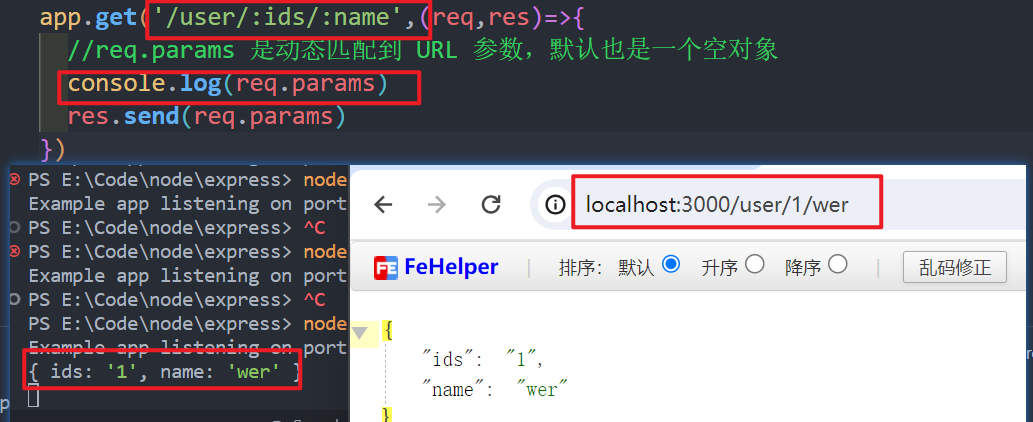 app.get('/user/:ids/:name',(req,res)=>{
//req.params 是动态匹配到 URL 参数，默认也是一个空对象
console.log(req.params)
res.send(req.params)
})
PS E:\Code\node\express> node
Example app listening on port
PS E:\Code\node\express> ^C
PS E:\Code\node\express> node
Example app listening on port
PS E:\Code\node\express> ^C
PS E:\Code\node\express> node
Example app listening on port
{ ids: '1', name: 'wer' }
localhost:3000/user/1/wer
FE FeHelper | 排序： 默认 升序 降序 | 乱码修正
{
"ids": "1",
"name": "wer"
}